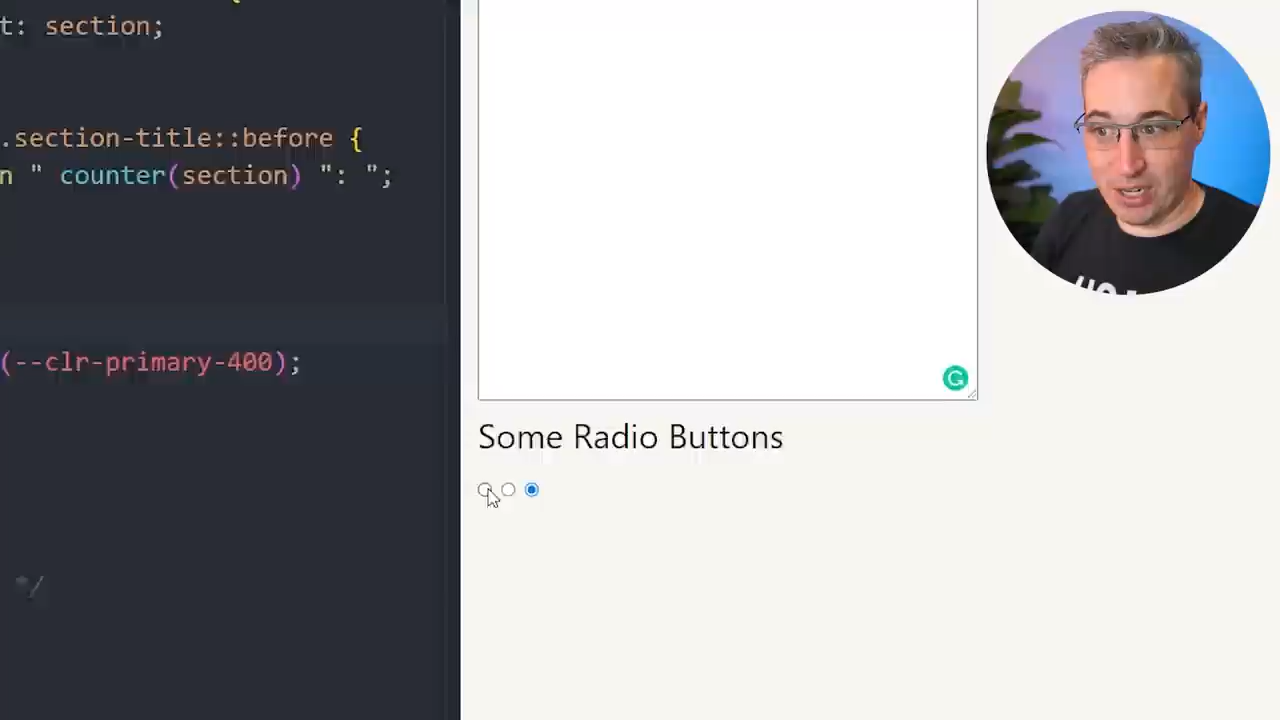 t: section;
.section-title::before {
n " counter(section) ": ";
(--clr-primary-400);
*/
G
Some Radio Buttons